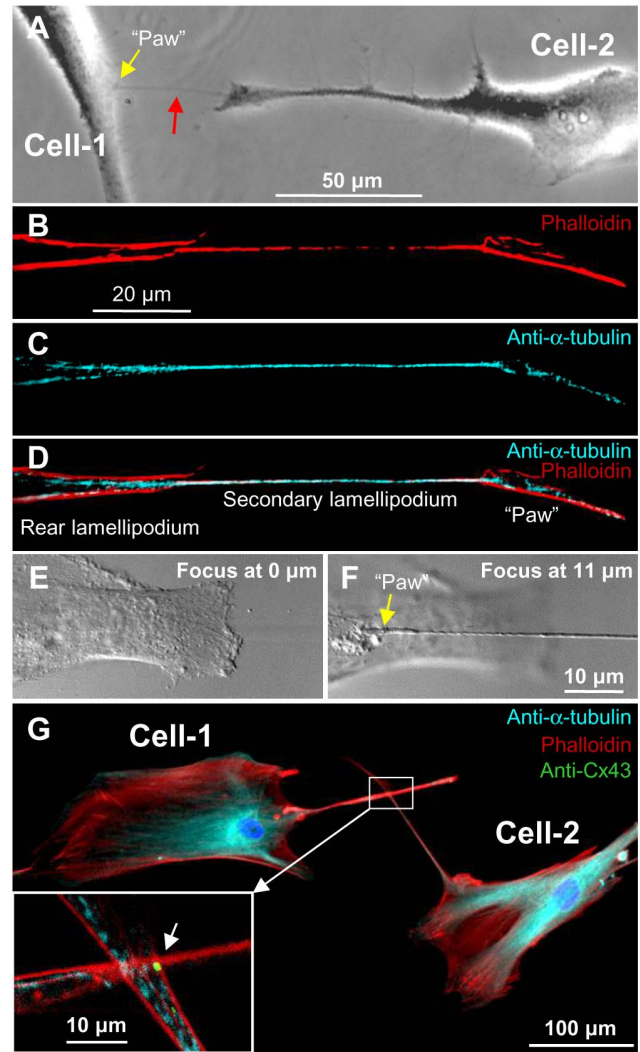 A
“Paw”
Cell-2
Cell-1
50 µm
B
Phalloidin
20 µm
C
Anti-α-tubulin
D
Anti-α-tubulin
Phalloidin
Secondary lamellipodium
Rear lamellipodium
“Paw”
E
Focus at 0 µm
F
“Paw”
Focus at 11 µm
10 µm
G
Cell-1
Anti-α-tubulin
Phalloidin
Anti-Cx43
Cell-2
10 µm
100 µm